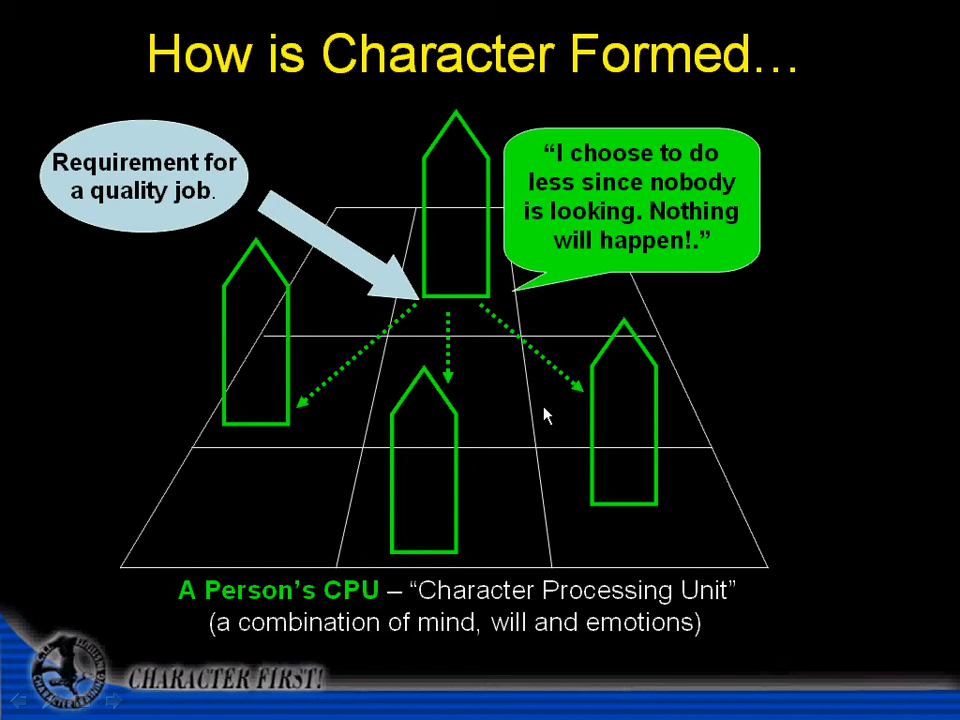 How is Character Formed…
Requirement for
a quality job.
“I choose to do
less since nobody
is looking. Nothing
will happen!.”
A Person’s CPU – “Character Processing Unit”
(a combination of mind, will and emotions)
CHARACTER FIRST!